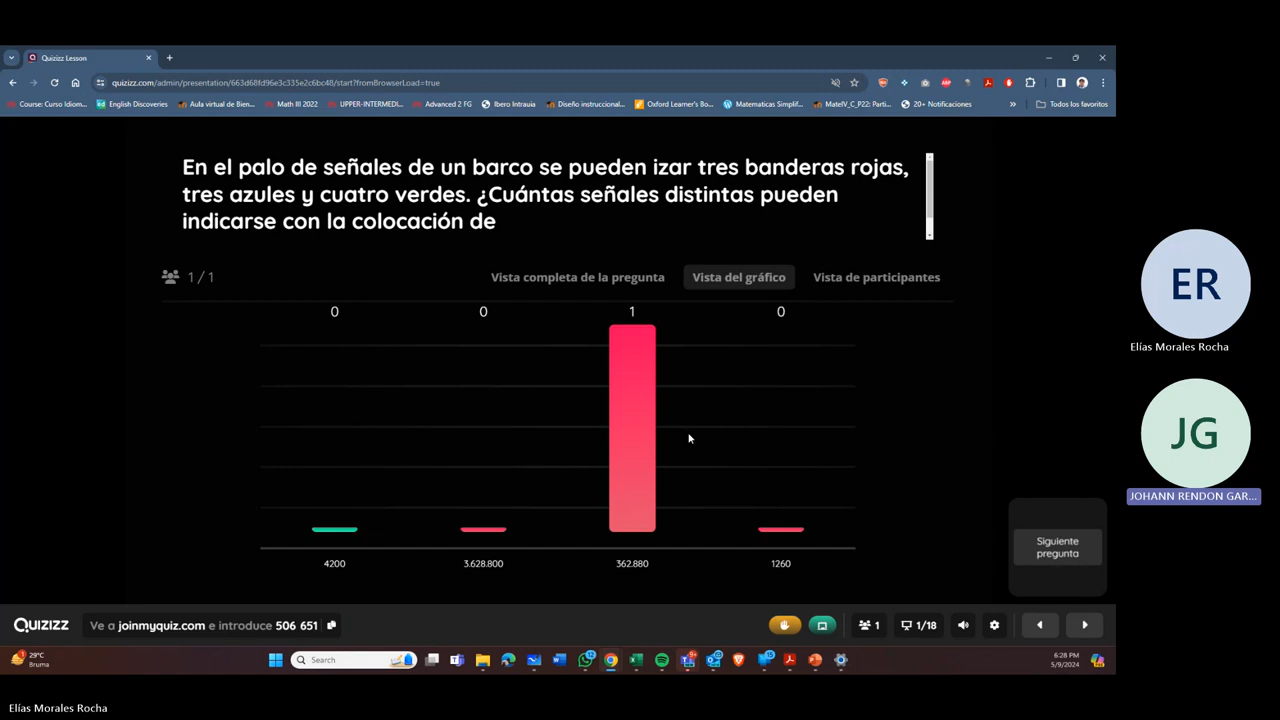 Quizizz Lesson
quizizz.com/admin/presentation/663d68fd96e3c335e2c6bc48/start?fromBrowserLoad=true
Course: Curso Idiom...
English Discoveries
Aula virtual de Bien...
Math III 2022
UPPER-INTERMEDI...
Advanced 2 FG
Ibero Intrauia
Diseño instruccional...
Oxford Learner's Bo...
Matematicas Simplif...
MateIV_C_P22: Parti...
20+ Notificaciones
Todos los favoritos
En el palo de señales de un barco se pueden izar tres banderas rojas,
tres azules y cuatro verdes. ¿Cuántas señales distintas pueden
indicarse con la colocación de
1 / 1
Vista completa de la pregunta
Vista del gráfico
Vista de participantes
0
0
1
0
4200
3.628.800
362.880
1260
Siguiente
pregunta
QUIZIZZ
Ve a joinmyquiz.com e introduce 506 651
1
1/18
29°C
Bruma
Search
6:28 PM
5/9/2024
ER
Elías Morales Rocha
JG
JOHANN RENDON GAR...
Elías Morales Rocha